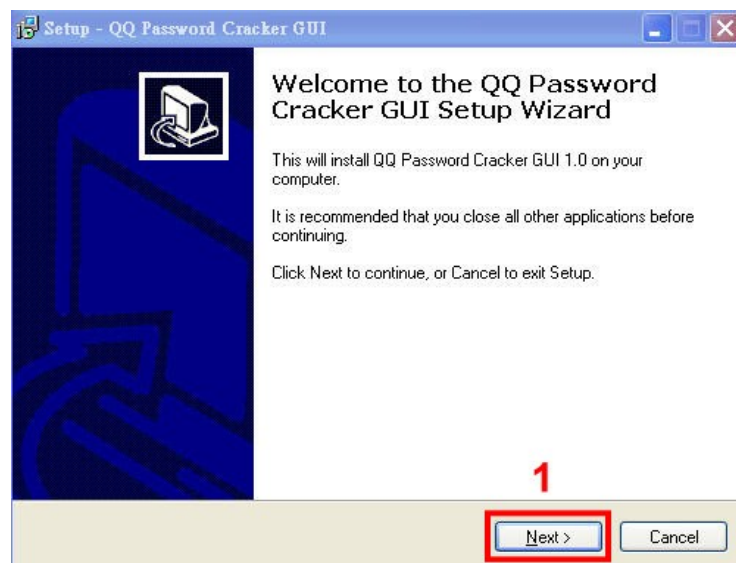 Setup - QQ Password Cracker GUI
Welcome to the QQ Password
Cracker GUI Setup Wizard
This will install QQ Password Cracker GUI 1.0 on your
computer.
It is recommended that you close all other applications before
continuing.
Click Next to continue, or Cancel to exit Setup.
1
Next >
Cancel